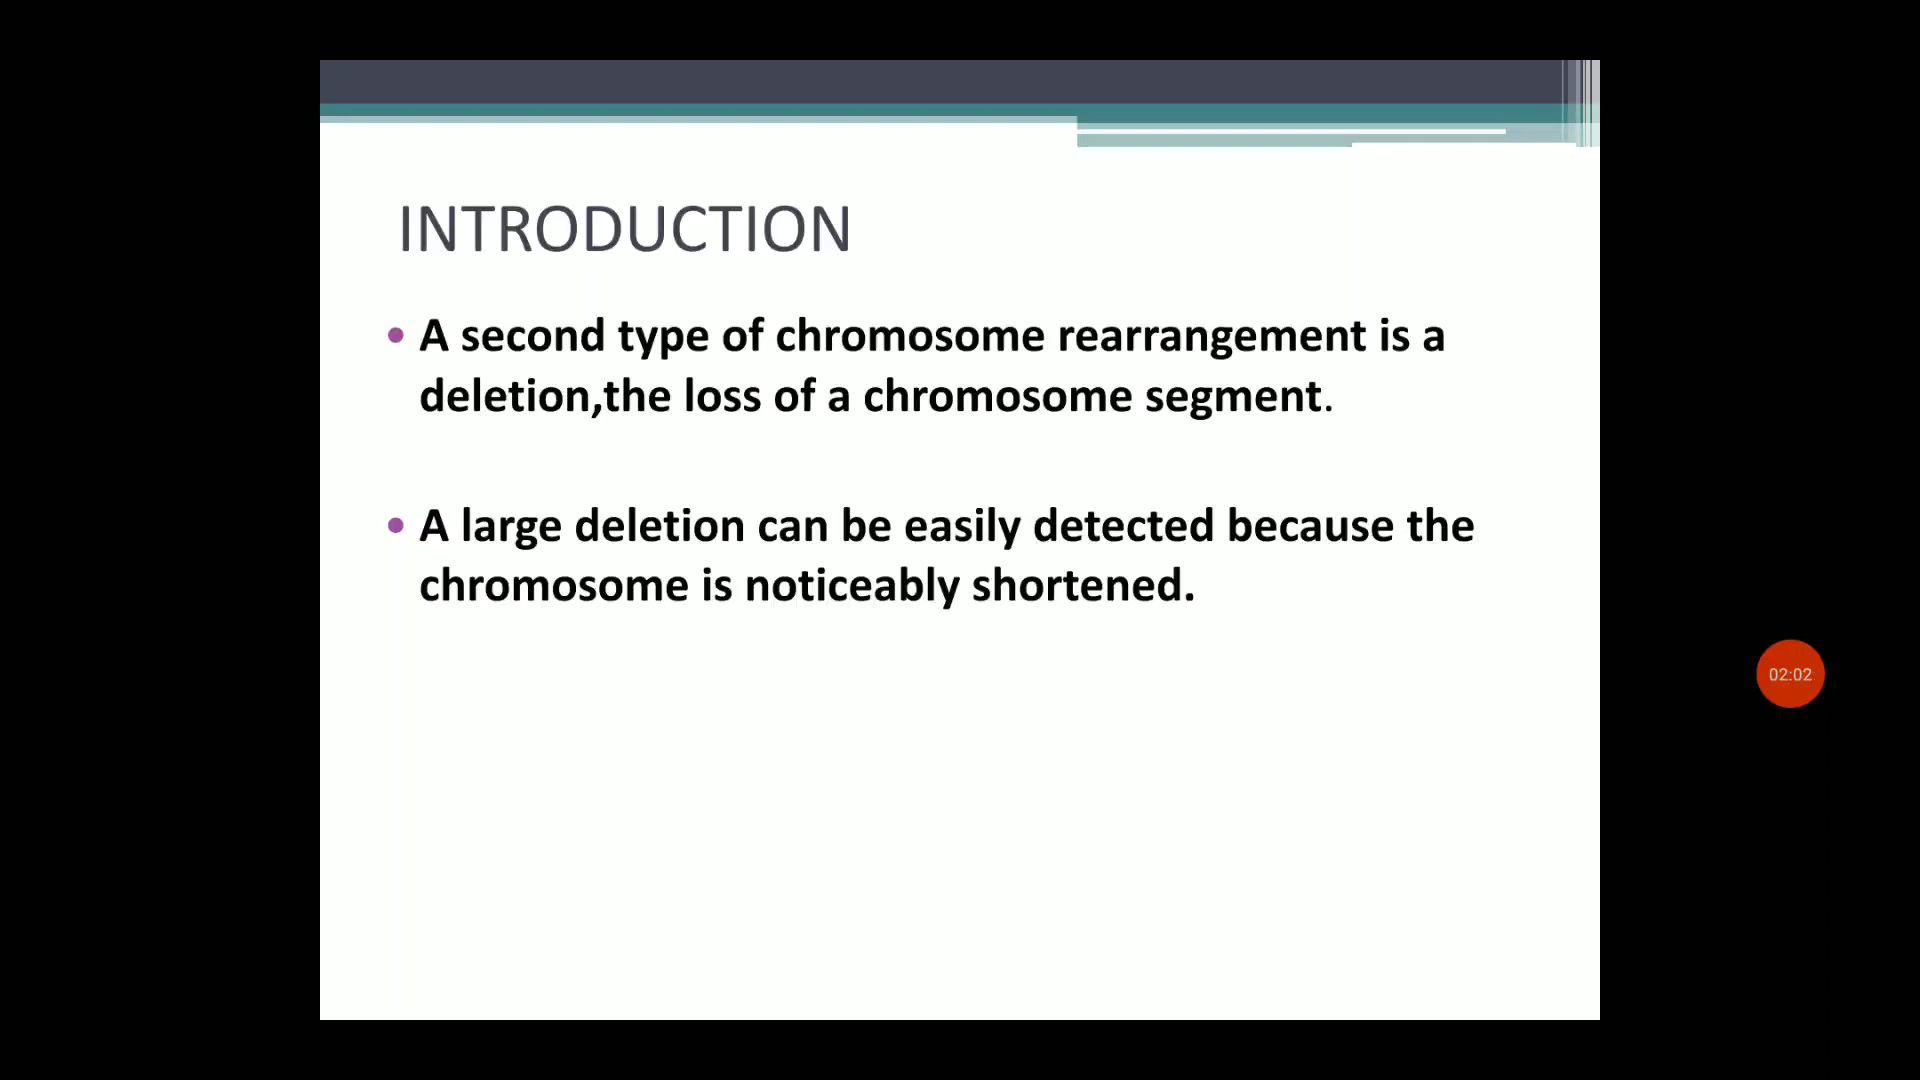 INTRODUCTION
• A second type of chromosome rearrangement is a
deletion,the loss of a chromosome segment.
• A large deletion can be easily detected because the
chromosome is noticeably shortened.
02:02